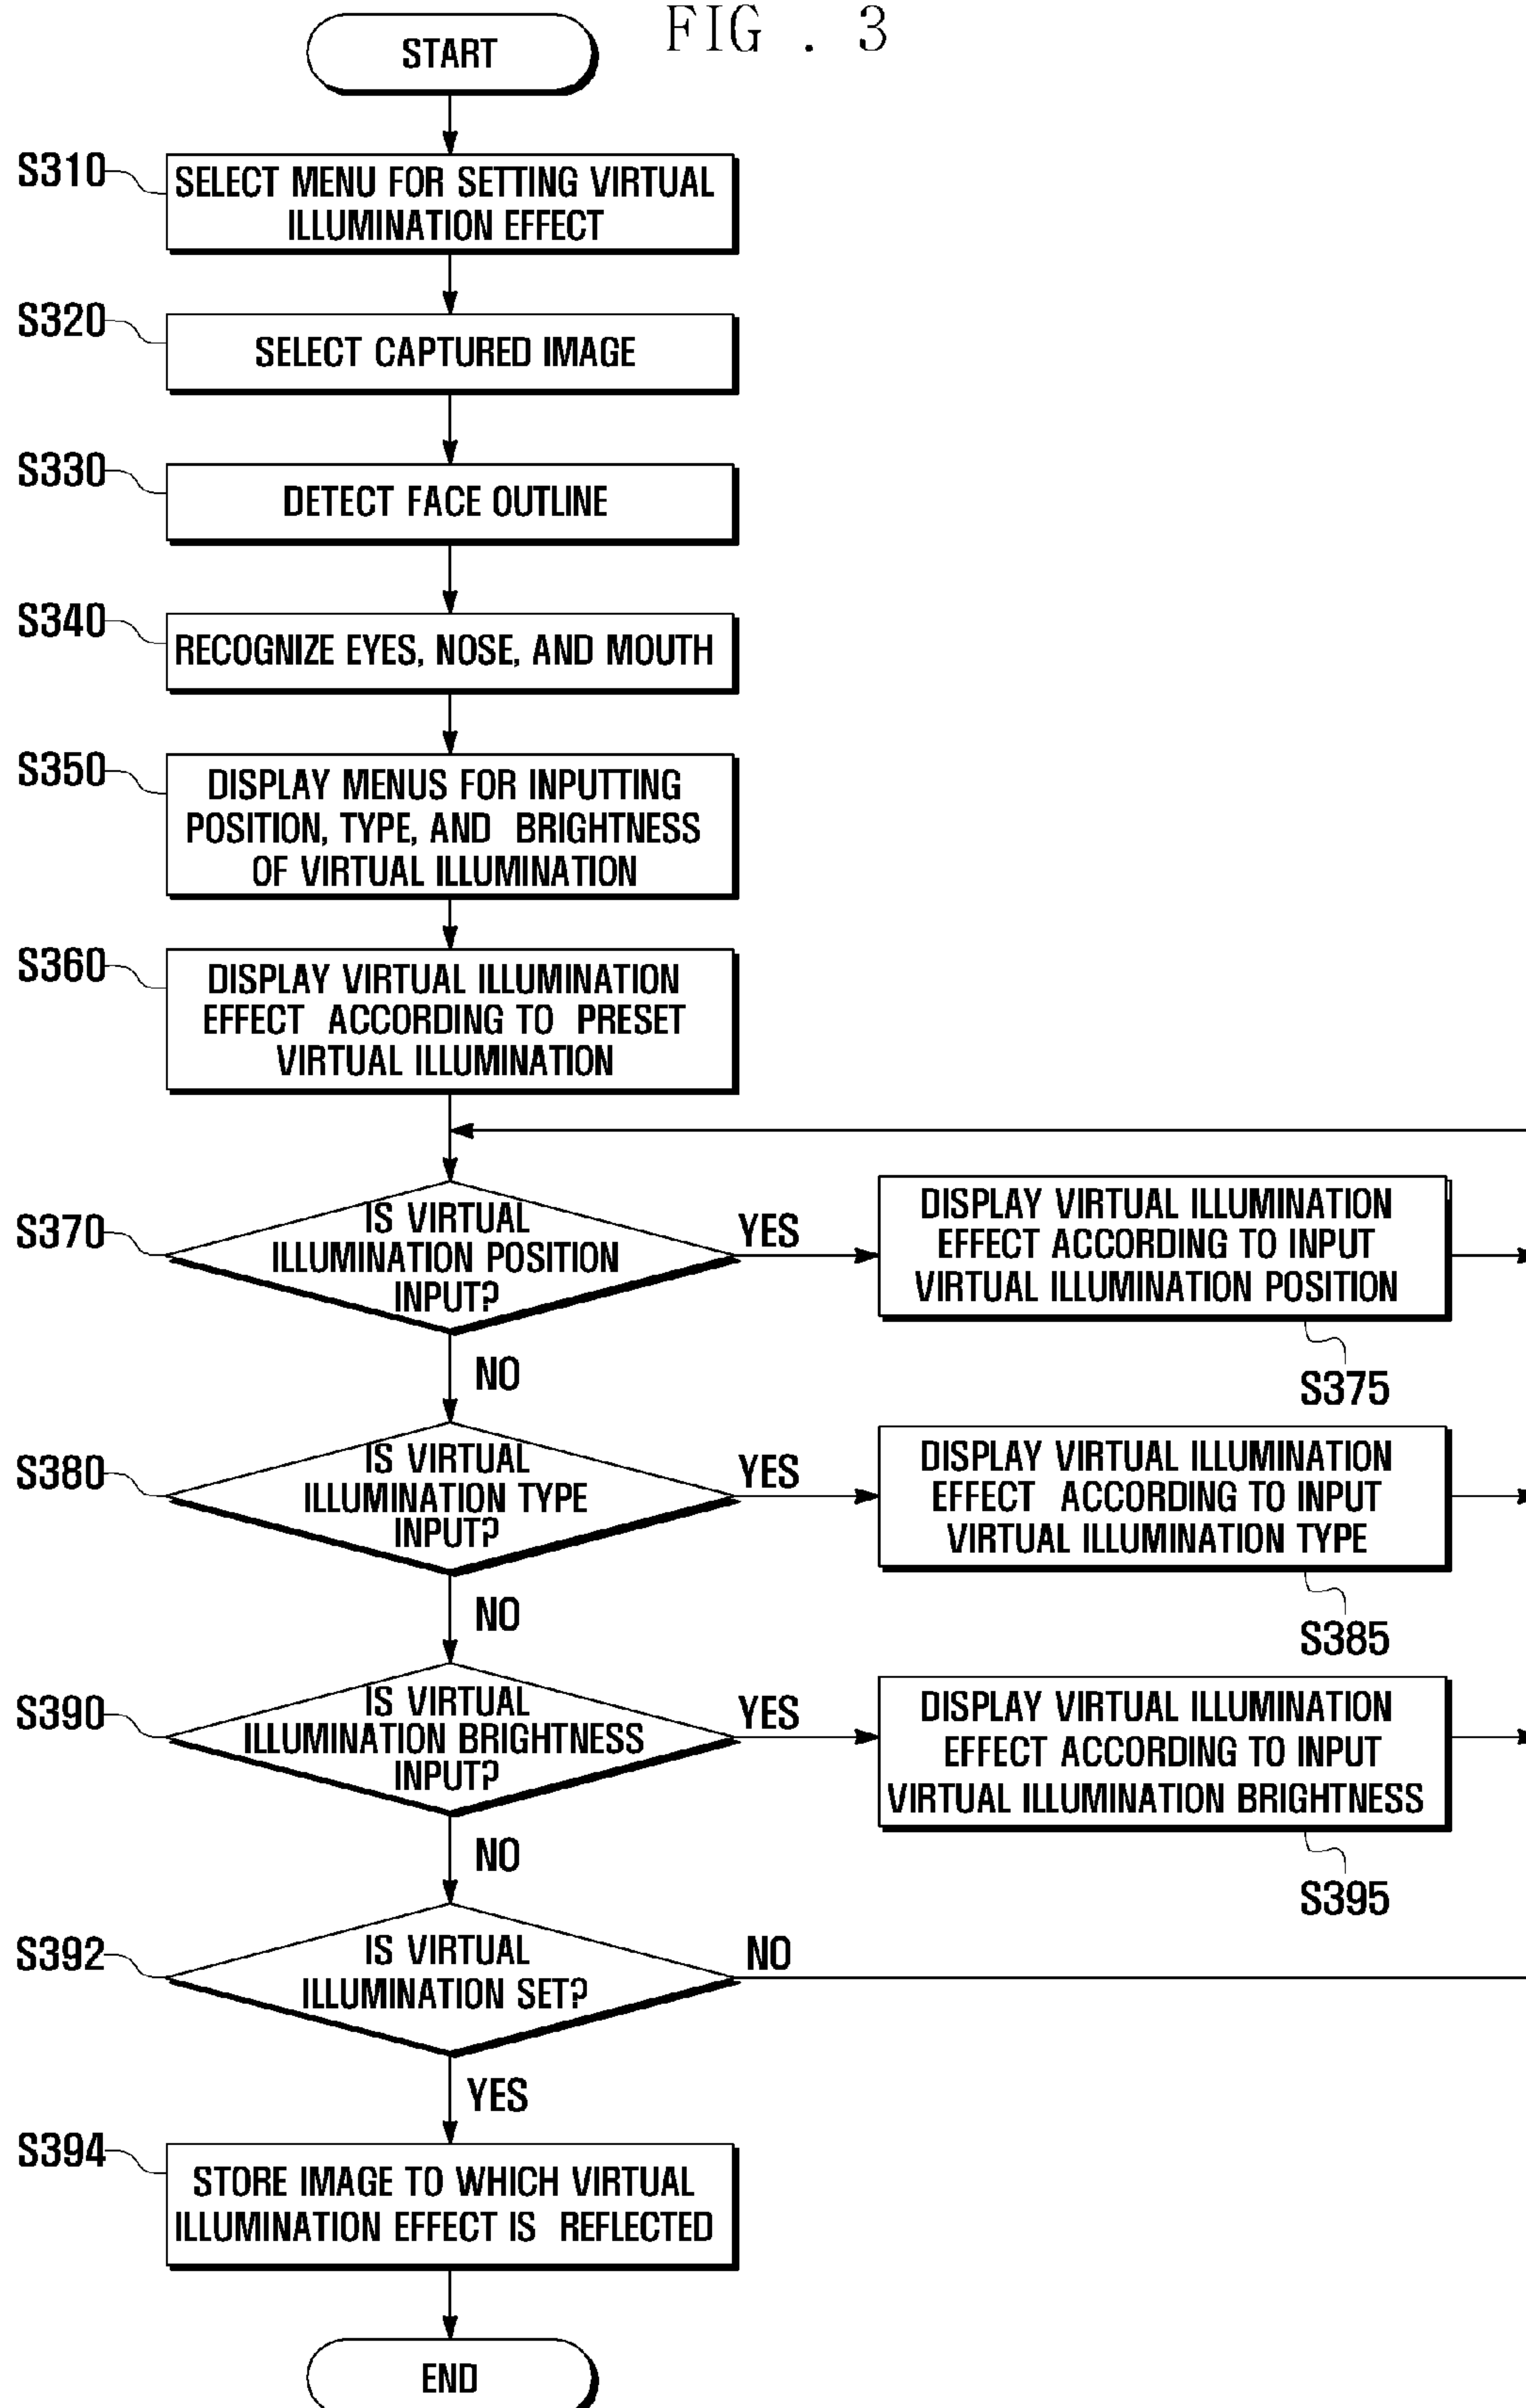 FIG . 3
START
S310
SELECT MENU FOR SETTING VIRTUAL
ILLUMINATION EFFECT
S320
SELECT CAPTURED IMAGE
S330
DETECT FACE OUTLINE
S340
RECOGNIZE EYES, NOSE, AND MOUTH
S350
DISPLAY MENUS FOR INPUTTING
POSITION, TYPE, AND BRIGHTNESS
OF VIRTUAL ILLUMINATION
S360
DISPLAY VIRTUAL ILLUMINATION
EFFECT ACCORDING TO PRESET
VIRTUAL ILLUMINATION
S370
IS VIRTUAL
ILLUMINATION POSITION
INPUT?
YES
DISPLAY VIRTUAL ILLUMINATION
EFFECT ACCORDING TO INPUT
VIRTUAL ILLUMINATION POSITION
S375
NO
S380
IS VIRTUAL
ILLUMINATION TYPE
INPUT?
YES
DISPLAY VIRTUAL ILLUMINATION
EFFECT ACCORDING TO INPUT
VIRTUAL ILLUMINATION TYPE
S385
NO
S390
IS VIRTUAL
ILLUMINATION BRIGHTNESS
INPUT?
YES
DISPLAY VIRTUAL ILLUMINATION
EFFECT ACCORDING TO INPUT
VIRTUAL ILLUMINATION BRIGHTNESS
S395
NO
S392
IS VIRTUAL
ILLUMINATION SET?
NO
YES
S394
STORE IMAGE TO WHICH VIRTUAL
ILLUMINATION EFFECT IS REFLECTED
END